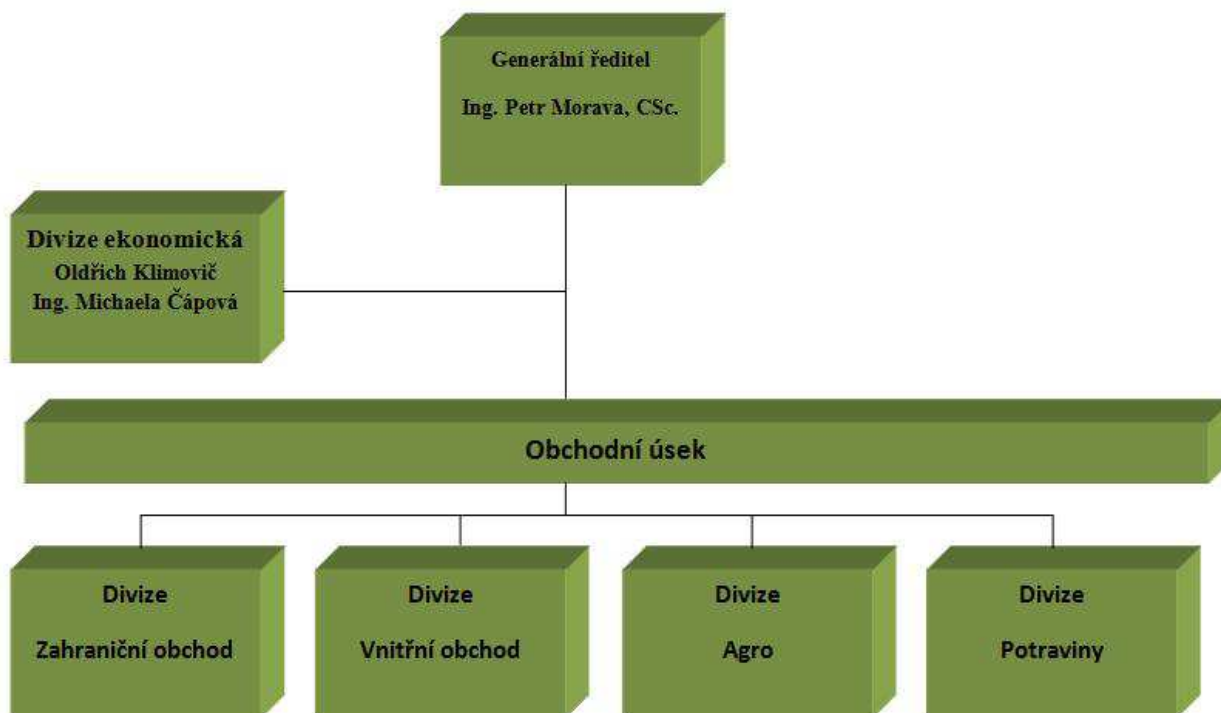 Generální ředitel
Ing. Petr Morava, CSc.
Divize ekonomická
Oldřich Klimovič
Ing. Michaela Čápová
Obchodní úsek
Divize
Zahraniční obchod
Divize
Vnitřní obchod
Divize
Agro
Divize
Potraviny